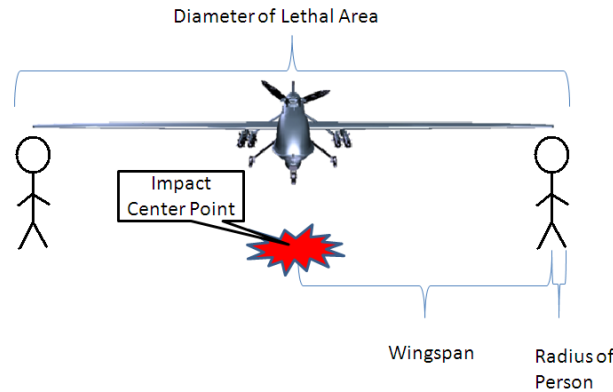 Diameter of Lethal Area
Impact
Center Point
Wingspan
Radius of
Person